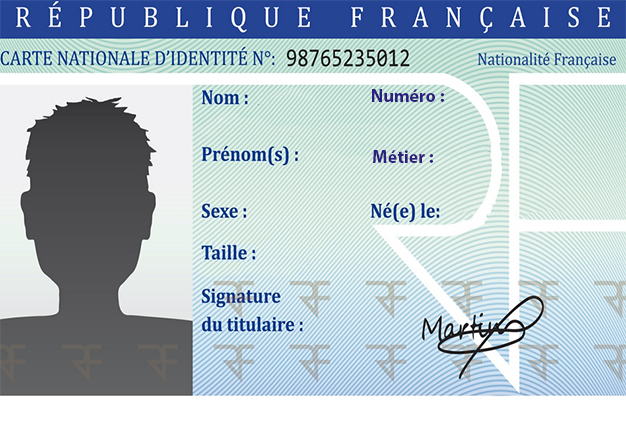 RÉPUBLIQUE FRANÇAISE
CARTE NATIONALE D'IDENTITÉ N°: 98765235012 Nationalité Française
Nom : Numéro :
Prénom(s) : Métier :
Sexe : Né(e) le:
Taille :
Signature
du titulaire :
Martin
RF